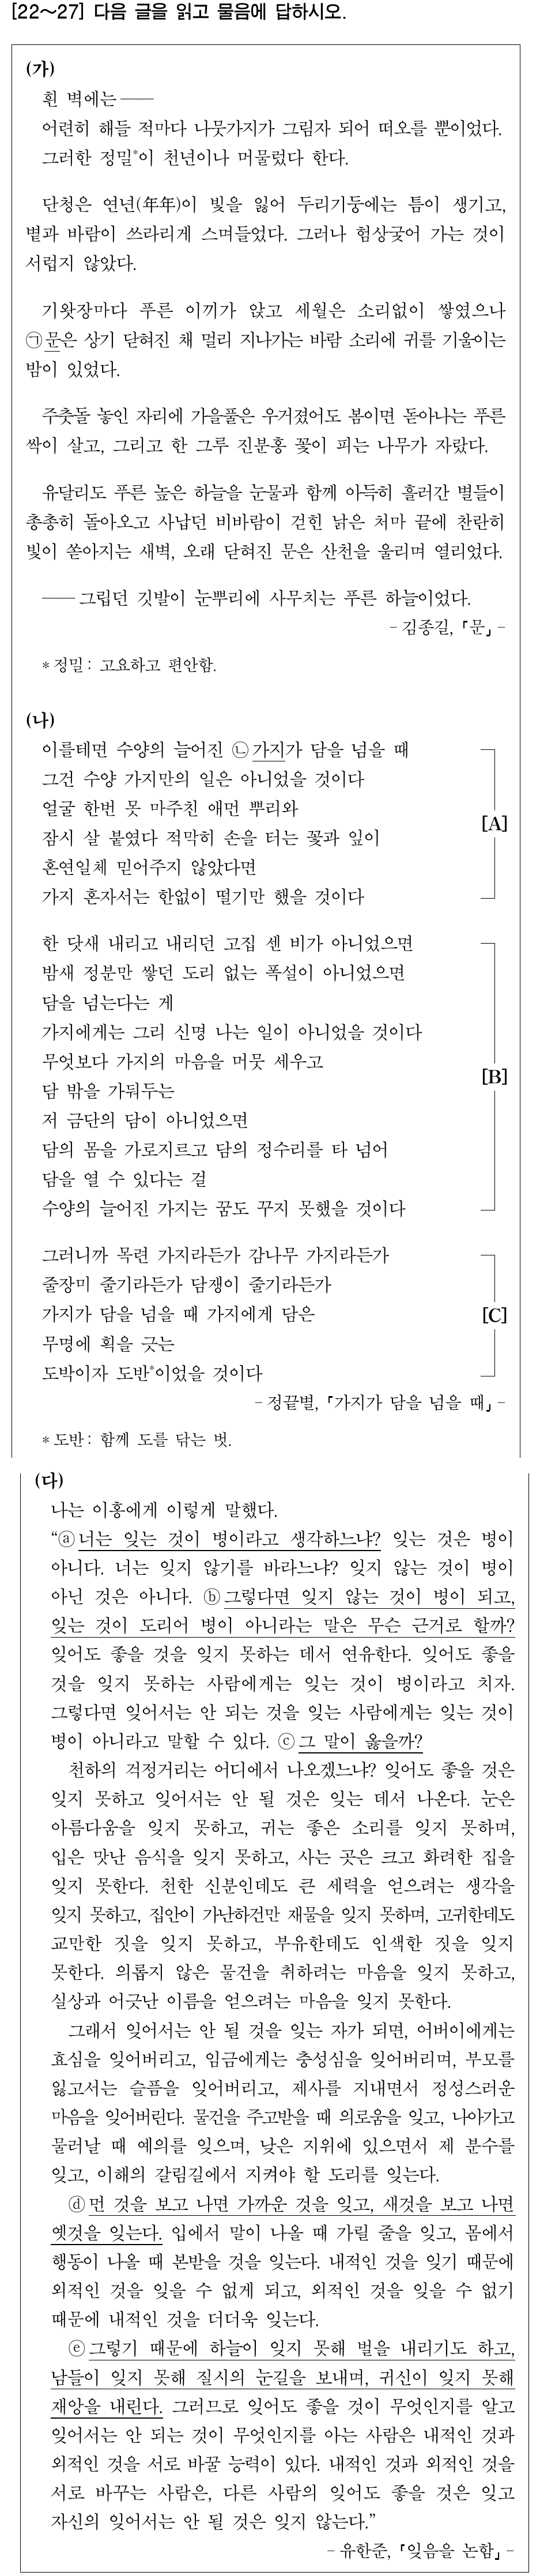 [22~27] 다음 글을 읽고 물음에 답하시오.
(가)
흰 벽에는 ──
어련히 해들 적마다 나뭇가지가 그림자 되어 떠오를 뿐이었다.
그러한 정밀*이 천년이나 머물렀다 한다.
단청은 연년(年年)이 빛을 잃어 두리기둥에는 틈이 생기고,
볕과 바람이 쓰라리게 스며들었다. 그러나 험상궂어 가는 것이
서럽지 않았다.
기왓장마다 푸른 이끼가 앉고 세월은 소리없이 쌓였으나
㉠문은 상기 닫혀진 채 멀리 지나가는 바람 소리에 귀를 기울이는
밤이 있었다.
주춧돌 놓인 자리에 가을풀은 우거졌어도 봄이면 돋아나는 푸른
싹이 살고, 그리고 한 그루 진분홍 꽃이 피는 나무가 자랐다.
유달리도 푸른 높은 하늘을 눈물과 함께 아득히 흘러간 별들이
총총히 돌아오고 사납던 비바람이 걷힌 낡은 처마 끝에 찬란히
빛이 쏟아지는 새벽, 오래 닫혀진 문은 산천을 울리며 열리었다.
── 그립던 깃발이 눈뿌리에 사무치는 푸른 하늘이었다.
- 김종길, 「문」 -
* 정밀 : 고요하고 편안함.
(나)
이를테면 수양의 늘어진 ㉡가지가 담을 넘을 때
그건 수양 가지만의 일은 아니었을 것이다
얼굴 한번 못 마주친 애먼 뿌리와
잠시 살 붙였다 적막히 손을 터는 꽃과 잎이
혼연일체 믿어주지 않았다면
가지 혼자서는 한없이 떨기만 했을 것이다
[A]
한 닷새 내리고 내리던 고집 센 비가 아니었으면
밤새 정분만 쌓던 도리 없는 폭설이 아니었으면
담을 넘는다는 게
가지에게는 그리 신명 나는 일이 아니었을 것이다
무엇보다 가지의 마음을 머뭇 세우고
담 밖을 가둬두는
저 금단의 담이 아니었으면
담의 몸을 가로지르고 담의 정수리를 타 넘어
담을 열 수 있다는 걸
수양의 늘어진 가지는 꿈도 꾸지 못했을 것이다
[B]
그러니까 목련 가지라든가 감나무 가지라든가
줄장미 줄기라든가 담쟁이 줄기라든가
가지가 담을 넘을 때 가지에게 담은
무명에 획을 긋는
도박이자 도반*이었을 것이다
[C]
- 정끝별, 「가지가 담을 넘을 때」 -
* 도반 : 함께 도를 닦는 벗.
(다)
나는 이홍에게 이렇게 말했다.
“ⓐ너는 잊는 것이 병이라고 생각하느냐? 잊는 것은 병이
아니다. 너는 잊지 않기를 바라느냐? 잊지 않는 것이 병이
아닌 것은 아니다. ⓑ그렇다면 잊지 않는 것이 병이 되고,
잊는 것이 도리어 병이 아니라는 말은 무슨 근거로 할까?
잊어도 좋을 것을 잊지 못하는 데서 연유한다. 잊어도 좋을
것을 잊지 못하는 사람에게는 잊는 것이 병이라고 치자.
그렇다면 잊어서는 안 되는 것을 잊는 사람에게는 잊는 것이
병이 아니라고 말할 수 있다. ⓒ그 말이 옳을까?
천하의 걱정거리는 어디에서 나오겠느냐? 잊어도 좋을 것은
잊지 못하고 잊어서는 안 될 것은 잊는 데서 나온다. 눈은
아름다움을 잊지 못하고, 귀는 좋은 소리를 잊지 못하며,
입은 맛난 음식을 잊지 못하고, 사는 곳은 크고 화려한 집을
잊지 못한다. 천한 신분인데도 큰 세력을 얻으려는 생각을
잊지 못하고, 집안이 가난하건만 재물을 잊지 못하며, 고귀한데도
교만한 짓을 잊지 못하고, 부유한데도 인색한 짓을 잊지
못한다. 의롭지 않은 물건을 취하려는 마음을 잊지 못하고,
실상과 어긋난 이름을 얻으려는 마음을 잊지 못한다.
그래서 잊어서는 안 될 것을 잊는 자가 되면, 어버이에게는
효심을 잊어버리고, 임금에게는 충성심을 잊어버리며, 부모를
잃고서는 슬픔을 잊어버리고, 제사를 지내면서 정성스러운
마음을 잊어버린다. 물건을 주고받을 때 의로움을 잊고, 나아가고
물러날 때 예의를 잊으며, 낮은 지위에 있으면서 제 분수를
잊고, 이해의 갈림길에서 지켜야 할 도리를 잊는다.
ⓓ먼 것을 보고 나면 가까운 것을 잊고, 새것을 보고 나면
옛것을 잊는다. 입에서 말이 나올 때 가릴 줄을 잊고, 몸에서
행동이 나올 때 본받을 것을 잊는다. 내적인 것을 잊기 때문에
외적인 것을 잊을 수 없게 되고, 외적인 것을 잊을 수 없기
때문에 내적인 것을 더더욱 잊는다.
ⓔ그렇기 때문에 하늘이 잊지 못해 벌을 내리기도 하고,
남들이 잊지 못해 질시의 눈길을 보내며, 귀신이 잊지 못해
재앙을 내린다. 그러므로 잊어도 좋을 것이 무엇인지를 알고
잊어서는 안 되는 것이 무엇인지를 아는 사람은 내적인 것과
외적인 것을 서로 바꿀 능력이 있다. 내적인 것과 외적인 것을
서로 바꾸는 사람은, 다른 사람의 잊어도 좋을 것은 잊고
자신의 잊어서는 안 될 것은 잊지 않는다.”
- 유한준, 「잊음을 논함」 -